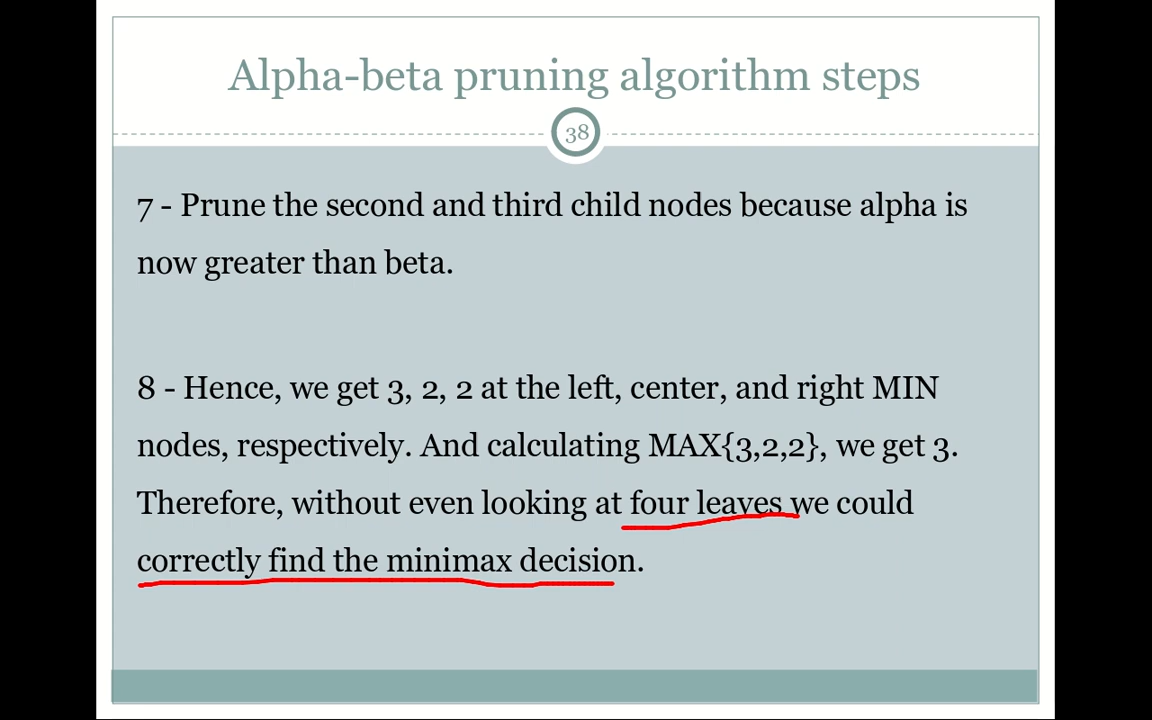 Alpha-beta pruning algorithm steps
38
7 - Prune the second and third child nodes because alpha is
now greater than beta.
8 - Hence, we get 3, 2, 2 at the left, center, and right MIN
nodes, respectively. And calculating MAX{3,2,2}, we get 3.
Therefore, without even looking at four leaves we could
correctly find the minimax decision.